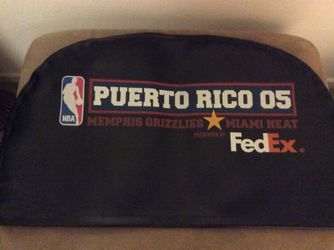 NBA
PUERTO RICO 05
MEMPHIS GRIZZLIES MIAMI HEAT
PRESENTED BY
FedEx®